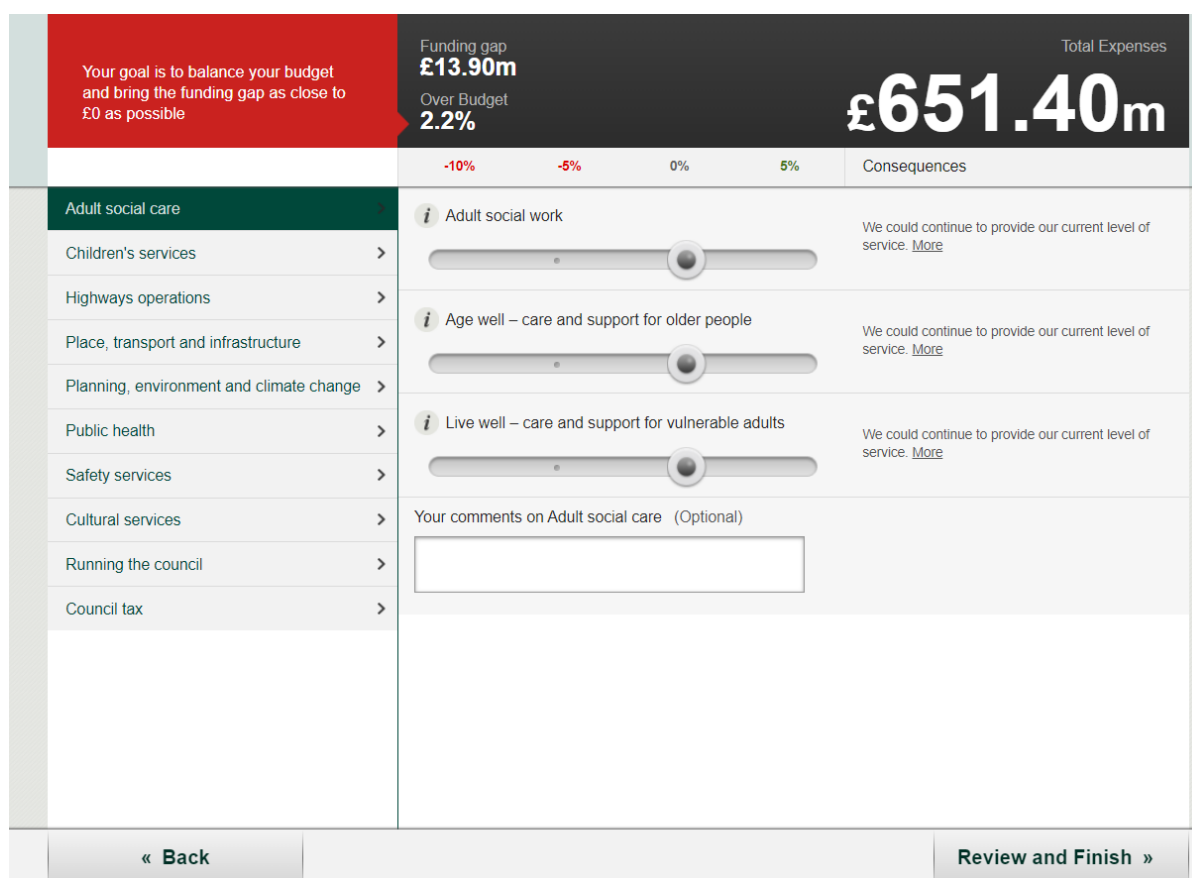 Your goal is to balance your budget
and bring the funding gap as close to
£0 as possible
Funding gap
£13.90m
Over Budget
2.2%
Total Expenses
£651.40m
-10% -5% 0% 5% Consequences
Adult social care
Children's services
Highways operations
Place, transport and infrastructure
Planning, environment and climate change
Public health
Safety services
Cultural services
Running the council
Council tax
i Adult social work
We could continue to provide our current level of
service. More
i Age well – care and support for older people
We could continue to provide our current level of
service. More
i Live well – care and support for vulnerable adults
We could continue to provide our current level of
service. More
Your comments on Adult social care (Optional)
« Back
Review and Finish »